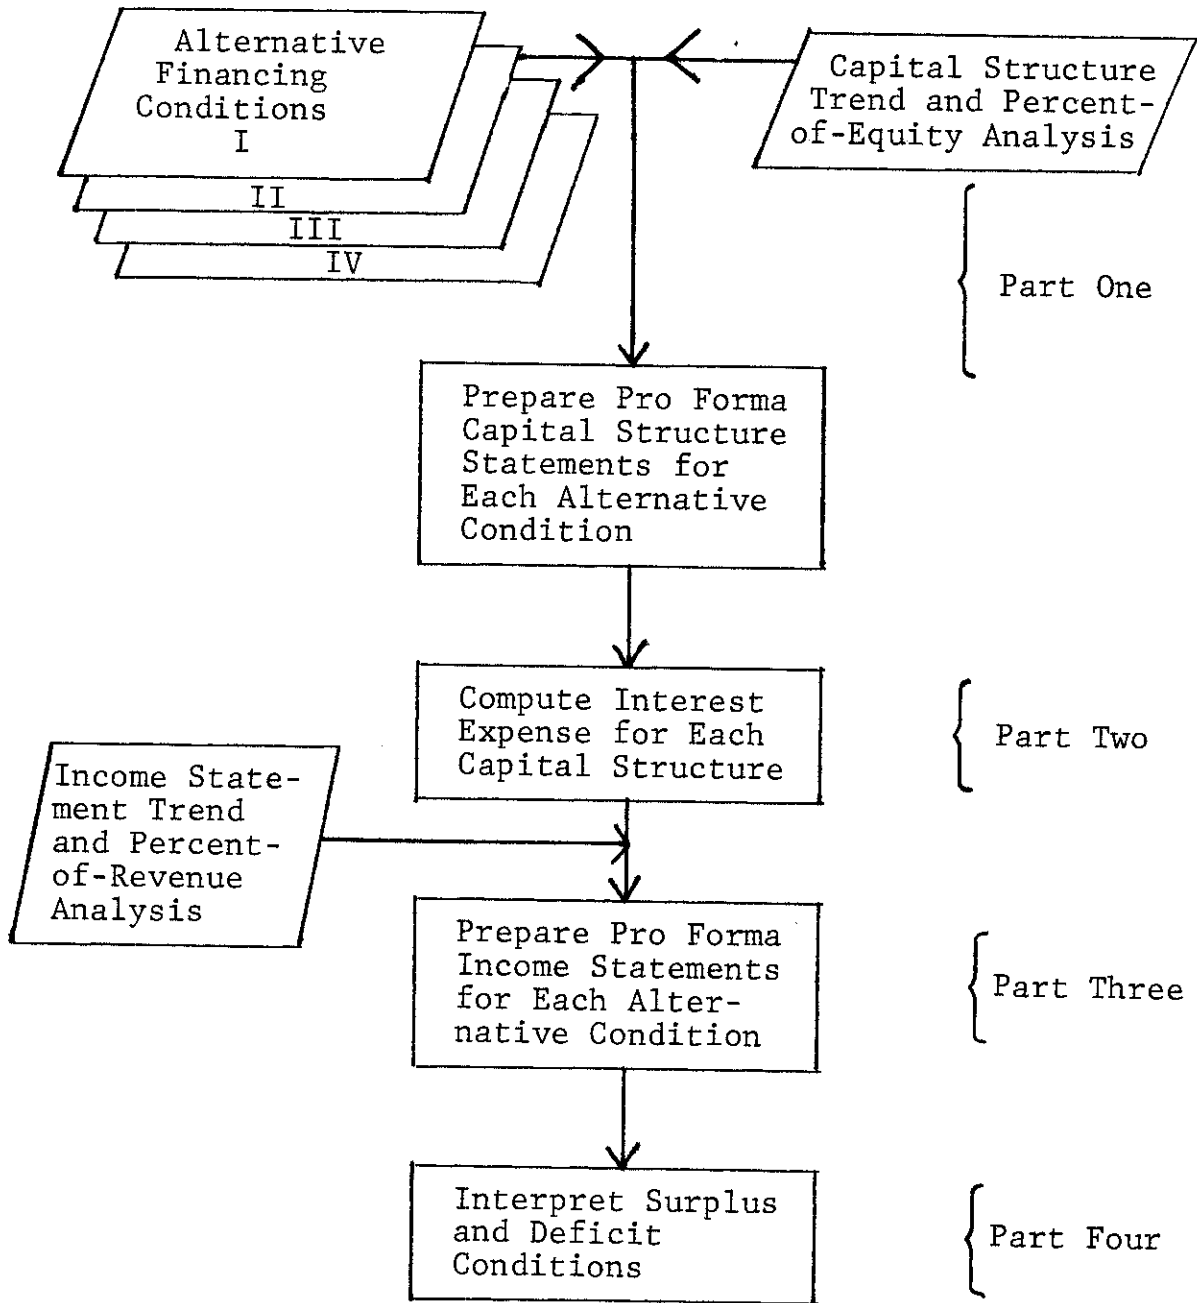 Alternative
Financing
Conditions
I
II
III
IV
Capital Structure
Trend and Percent-
of-Equity Analysis
Part One
Prepare Pro Forma
Capital Structure
Statements for
Each Alternative
Condition
Compute Interest
Expense for Each
Capital Structure
Part Two
Income State-
ment Trend
and Percent-
of-Revenue
Analysis
Prepare Pro Forma
Income Statements
for Each Alter-
native Condition
Part Three
Interpret Surplus
and Deficit
Conditions
Part Four